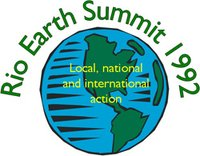 Rio Earth Summit 1992
Local, national
and international
action